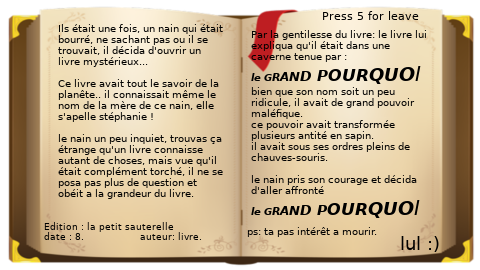 Ils était une fois, un nain qui était
bourré, ne sachant pas ou il se
trouvait, il décida d'ouvrir un
livre mystérieux...
Ce livre avait tout le savoir de la
planête.. il connaissait même le
nom de la mère de ce nain, elle
s'apelle stéphanie !
le nain un peu inquiet, trouvas ça
étrange qu'un livre connaisse
autant de choses, mais vue qu'il
était complément torché, il ne se
posa pas plus de question et
obéit a la grandeur du livre.
Edition : la petit sauterelle
date : 8. auteur: livre.
Press 5 for leave
Par la gentilesse du livre: le livre lui
expliqua qu'il était dans une
caverne tenue par :
le GRAND POURQUOI
bien que son nom soit un peu
ridicule, il avait de grand pouvoir
maléfique.
ce pouvoir avait transformée
plusieurs antité en sapin.
il avait sous ses ordres pleins de
chauves-souris.
le nain pris son courage et décida
d'aller affronté
le GRAND POURQUOI
ps: ta pas intérêt a mourir.
lul :)